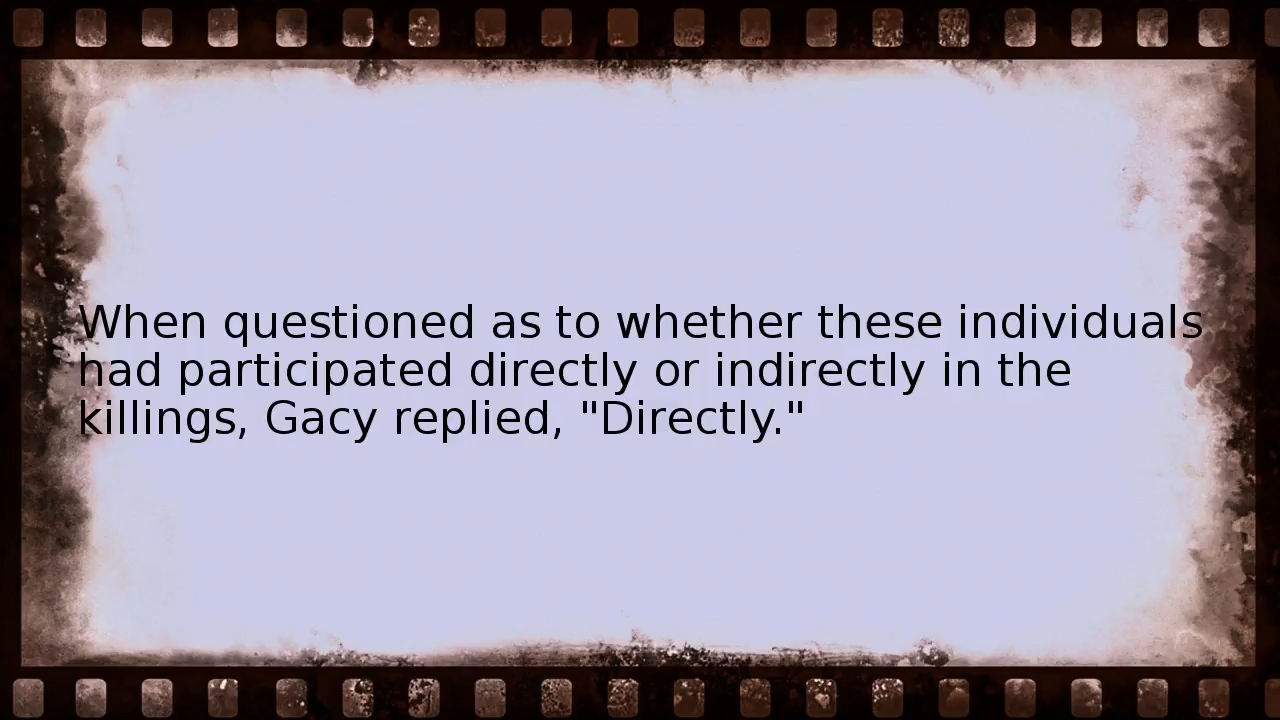 When questioned as to whether these individuals
had participated directly or indirectly in the
killings, Gacy replied, "Directly."